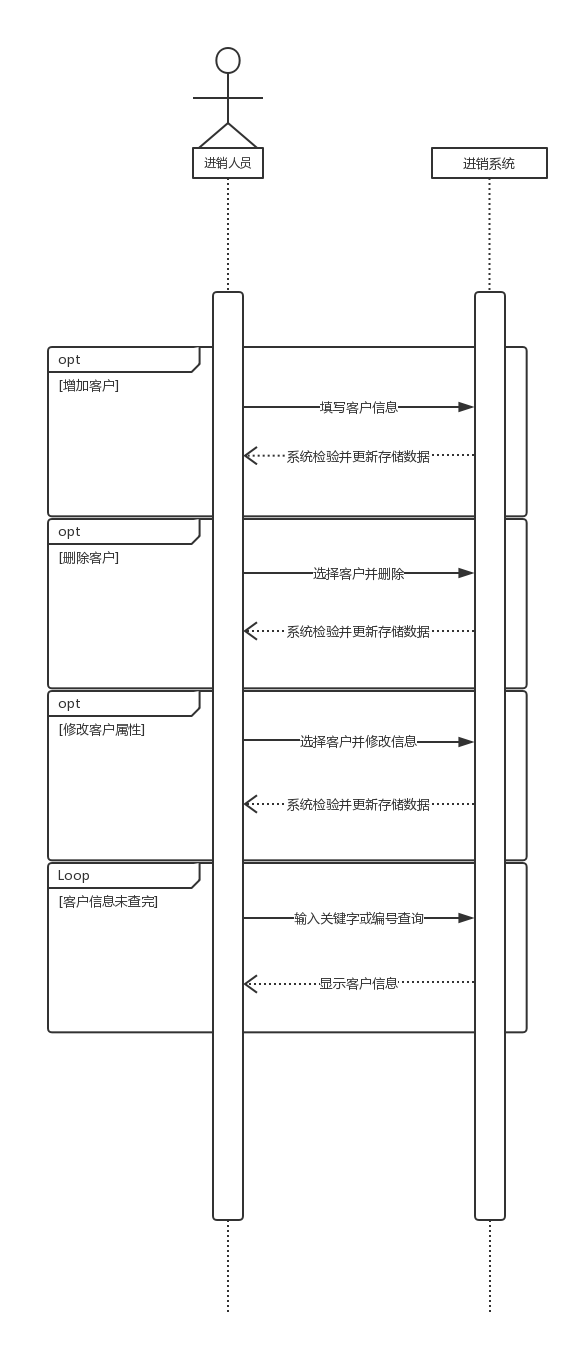 进销人员
进销系统
opt
[增加客户]
填写客户信息
系统检验并更新存储数据
opt
[删除客户]
选择客户并删除
系统检验并更新存储数据
opt
[修改客户属性]
选择客户并修改信息
系统检验并更新存储数据
Loop
[客户信息未查完]
输入关键字或编号查询
显示客户信息